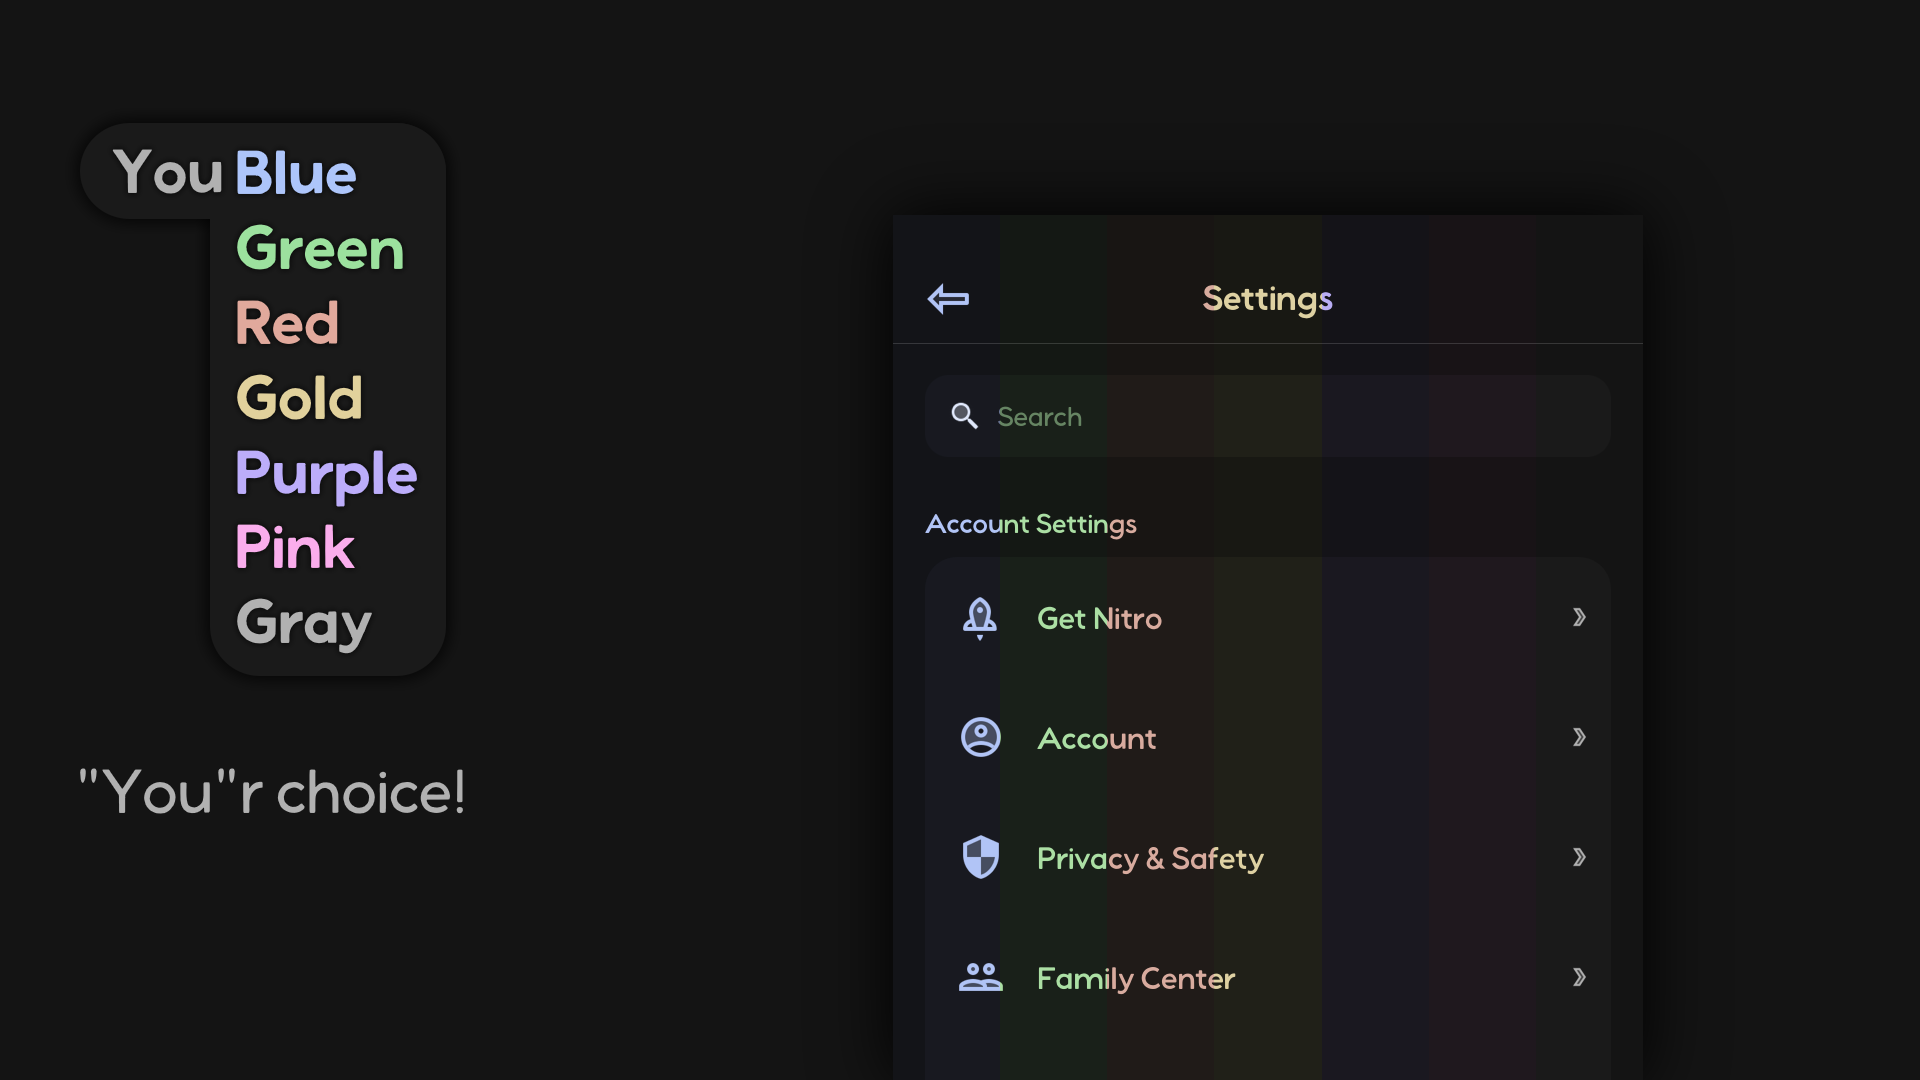 You Blue
Green
Red
Gold
Purple
Pink
Gray
"You"r choice!
Settings
Search
Account Settings
Get Nitro
Account
Privacy & Safety
Family Center